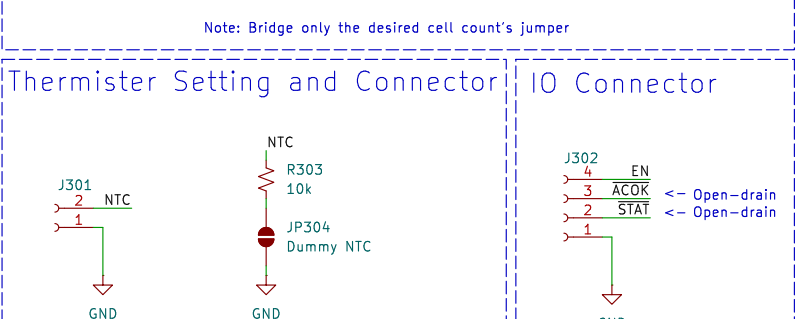 Note: Bridge only the desired cell count's jumper
Thermister Setting and Connector
IO Connector
NTC
R303
10k
J301
2 NTC
1
JP304
Dummy NTC
GND
GND
J302
4 EN
3 ACOK <- Open-drain
2 STAT <- Open-drain
1